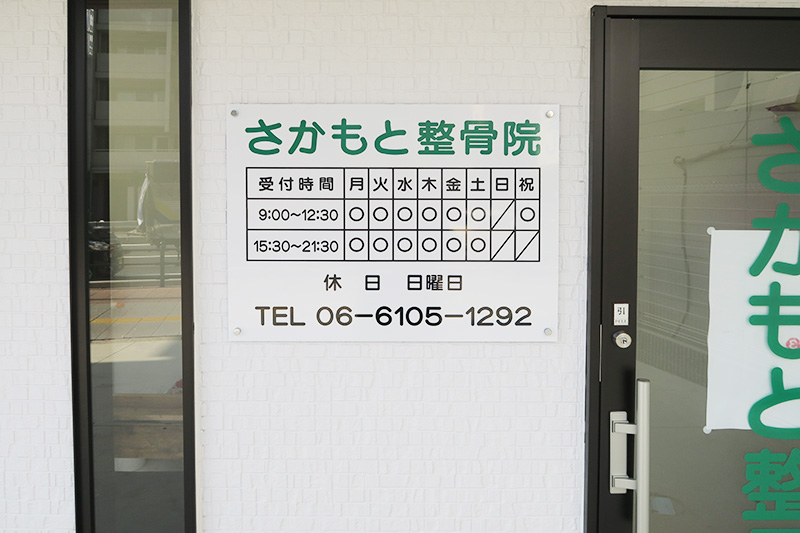 さかもと整骨院
受付時間 月 火 水 木 金 土 日 祝
9:00～12:30 ○ ○ ○ ○ ○ ○ ／ ○
15:30～21:30 ○ ○ ○ ○ ○ ○ ／ ／
休 日 日曜日
TEL 06-6105-1292
引
さかもと整